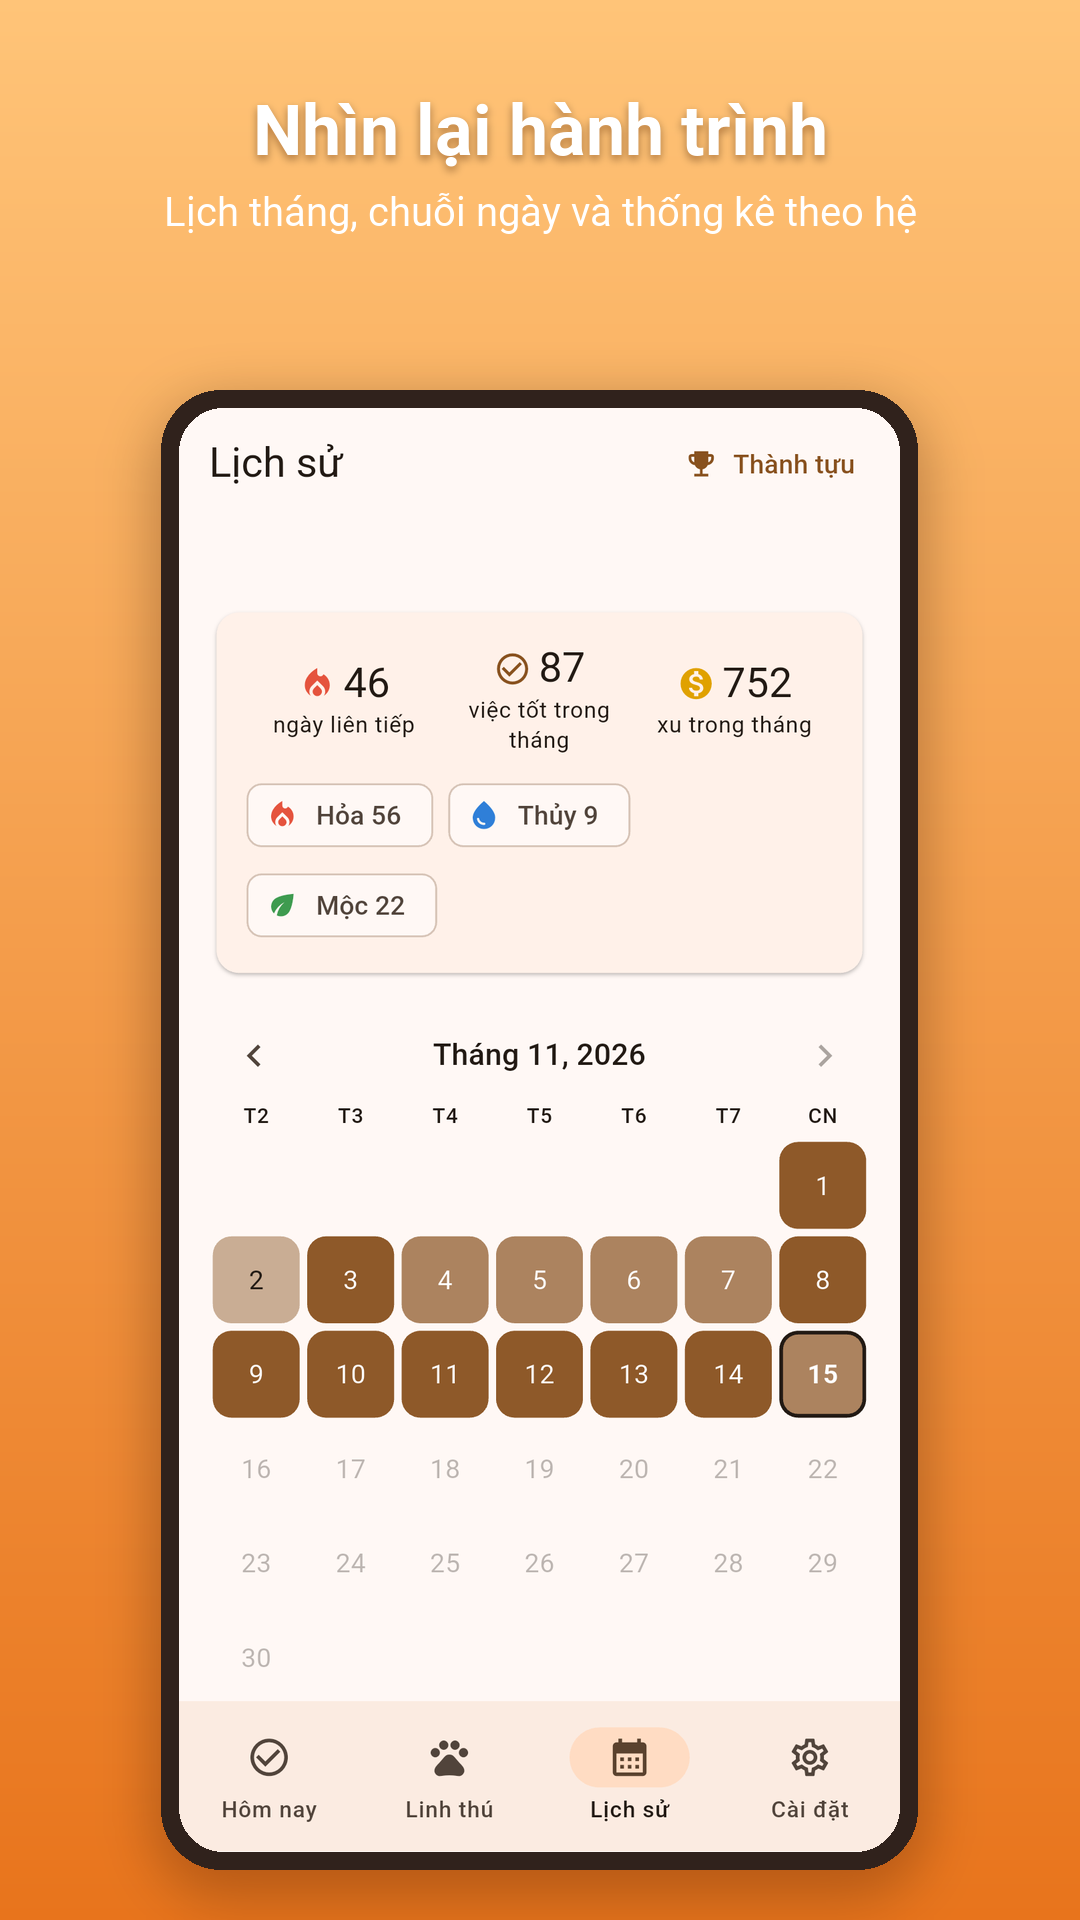 Nhìn lại hành trình
Lịch tháng, chuỗi ngày và thống kê theo hệ
Lịch sử
Thành tựu
46
ngày liên tiếp
87
việc tốt trong
tháng
752
xu trong tháng
Hỏa 56
Thủy 9
Mộc 22
Tháng 11, 2026
T2 T3 T4 T5 T6 T7 CN
1
2 3 4 5 6 7 8
9 10 11 12 13 14 15
16 17 18 19 20 21 22
23 24 25 26 27 28 29
30
Hôm nay Linh thú Lịch sử Cài đặt